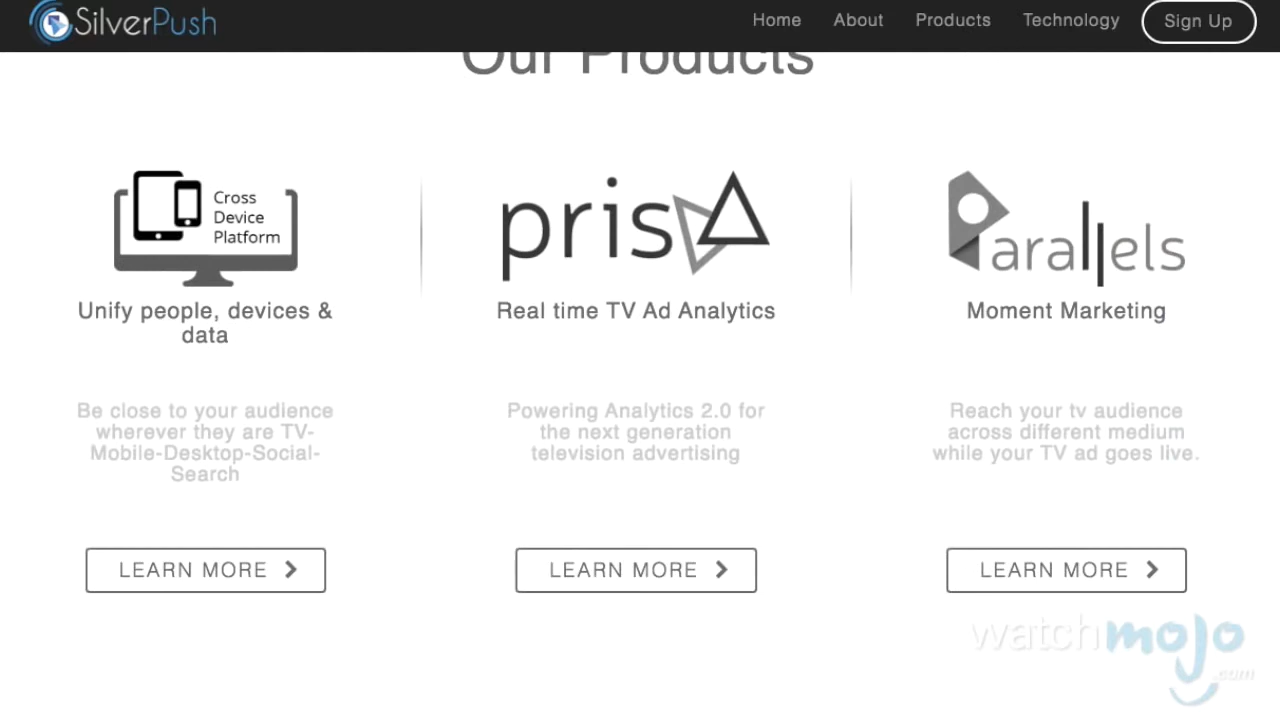 SilverPush
Home About Products Technology Sign Up
Our Products
Cross
Device
Platform
Unify people, devices &
data
Be close to your audience
wherever they are TV-
Mobile-Desktop-Social-
Search
LEARN MORE
prism
Real time TV Ad Analytics
Powering Analytics 2.0 for
the next generation
television advertising
LEARN MORE
Parallels
Moment Marketing
Reach your tv audience
across different medium
while your TV ad goes live.
LEARN MORE
watchmojo
.com